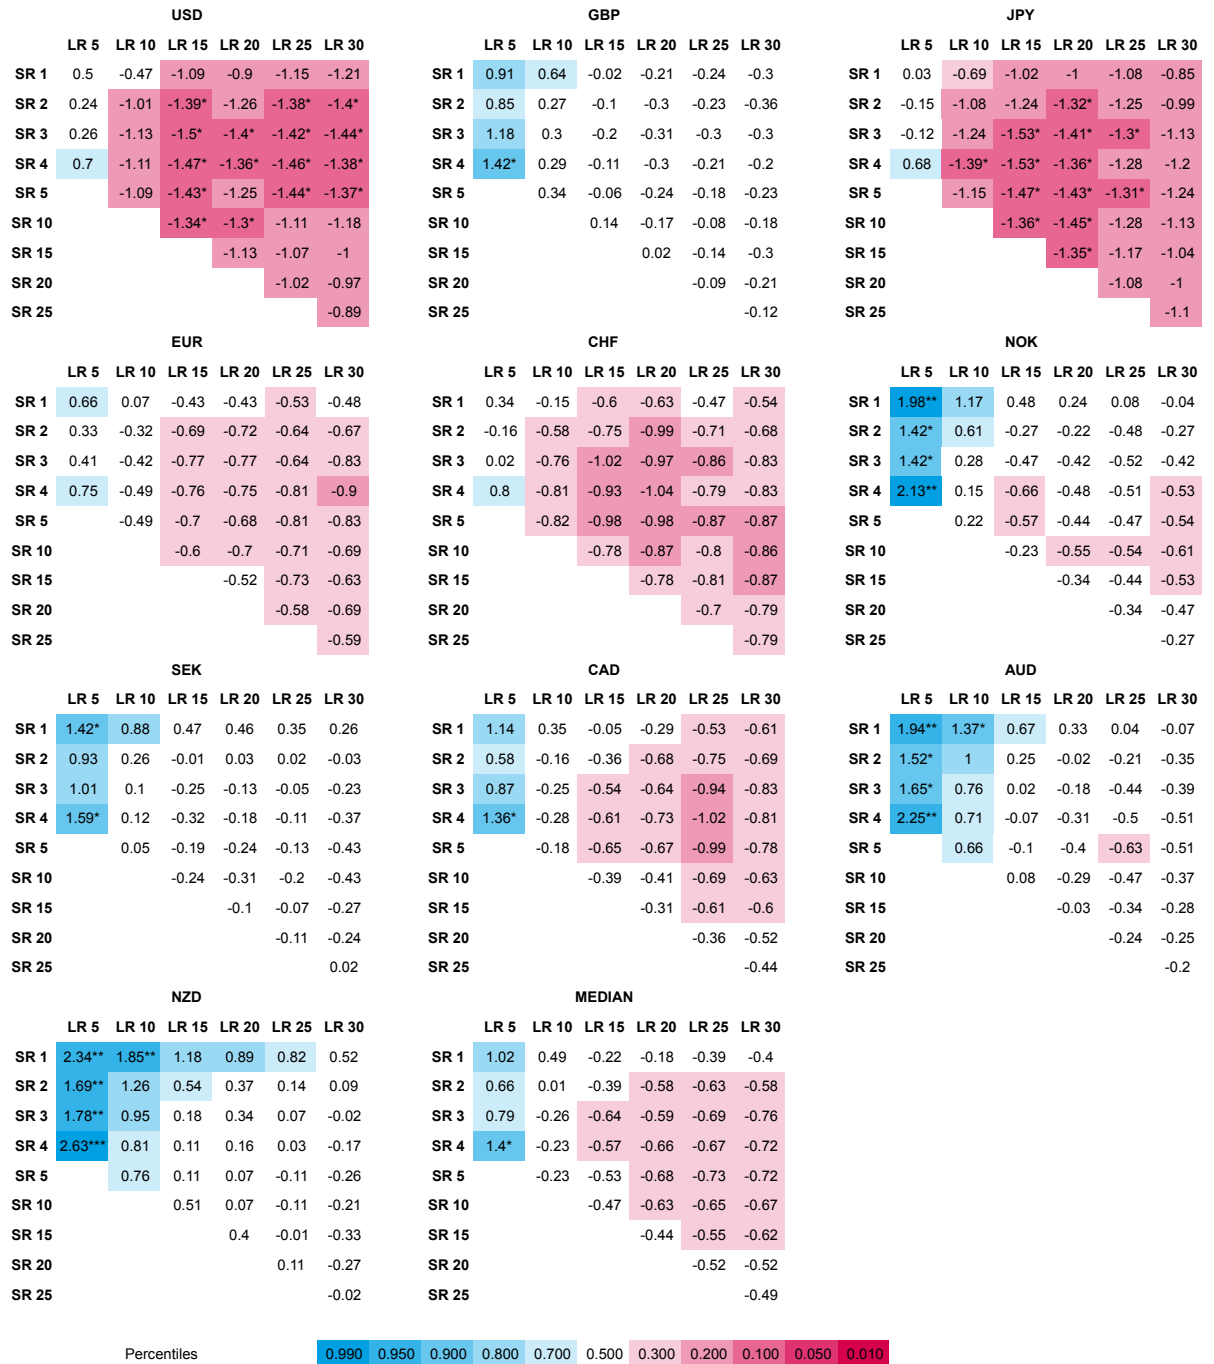 USD GBP JPY
LR 5 LR 10 LR 15 LR 20 LR 25 LR 30 LR 5 LR 10 LR 15 LR 20 LR 25 LR 30 LR 5 LR 10 LR 15 LR 20 LR 25 LR 30
SR 1 0.5 -0.47 -1.09 -0.9 -1.15 -1.21 SR 1 0.91 0.64 -0.02 -0.21 -0.24 -0.3 SR 1 0.03 -0.69 -1.02 -1 -1.08 -0.85
SR 2 0.24 -1.01 -1.39* -1.26 -1.38* -1.4* SR 2 0.85 0.27 -0.1 -0.3 -0.23 -0.36 SR 2 -0.15 -1.08 -1.24 -1.32* -1.25 -0.99
SR 3 0.26 -1.13 -1.5* -1.4* -1.42* -1.44* SR 3 1.18 0.3 -0.2 -0.31 -0.3 -0.3 SR 3 -0.12 -1.24 -1.53* -1.41* -1.3* -1.13
SR 4 0.7 -1.11 -1.47* -1.36* -1.46* -1.38* SR 4 1.42* 0.29 -0.11 -0.3 -0.21 -0.2 SR 4 0.68 -1.39* -1.53* -1.36* -1.28 -1.2
SR 5 -1.09 -1.43* -1.25 -1.44* -1.37* SR 5 0.34 -0.06 -0.24 -0.18 -0.23 SR 5 -1.15 -1.47* -1.43* -1.31* -1.24
SR 10 -1.34* -1.3* -1.11 -1.18 SR 10 0.14 -0.17 -0.08 -0.18 SR 10 -1.36* -1.45* -1.28 -1.13
SR 15 -1.13 -1.07 -1 SR 15 0.02 -0.14 -0.3 SR 15 -1.35* -1.17 -1.04
SR 20 -1.02 -0.97 SR 20 -0.09 -0.21 SR 20 -1.08 -1
SR 25 -0.89 SR 25 -0.12 SR 25 -1.1
EUR CHF NOK
LR 5 LR 10 LR 15 LR 20 LR 25 LR 30 LR 5 LR 10 LR 15 LR 20 LR 25 LR 30 LR 5 LR 10 LR 15 LR 20 LR 25 LR 30
SR 1 0.66 0.07 -0.43 -0.43 -0.53 -0.48 SR 1 0.34 -0.15 -0.6 -0.63 -0.47 -0.54 SR 1 1.98** 1.17 0.48 0.24 0.08 -0.04
SR 2 0.33 -0.32 -0.69 -0.72 -0.64 -0.67 SR 2 -0.16 -0.58 -0.75 -0.99 -0.71 -0.68 SR 2 1.42* 0.61 -0.27 -0.22 -0.48 -0.27
SR 3 0.41 -0.42 -0.77 -0.77 -0.64 -0.83 SR 3 0.02 -0.76 -1.02 -0.97 -0.86 -0.83 SR 3 1.42* 0.28 -0.47 -0.42 -0.52 -0.42
SR 4 0.75 -0.49 -0.76 -0.75 -0.81 -0.9 SR 4 0.8 -0.81 -0.93 -1.04 -0.79 -0.83 SR 4 2.13** 0.15 -0.66 -0.48 -0.51 -0.53
SR 5 -0.49 -0.7 -0.68 -0.81 -0.83 SR 5 -0.82 -0.98 -0.98 -0.87 -0.87 SR 5 0.22 -0.57 -0.44 -0.47 -0.54
SR 10 -0.6 -0.7 -0.71 -0.69 SR 10 -0.78 -0.87 -0.8 -0.86 SR 10 -0.23 -0.55 -0.54 -0.61
SR 15 -0.52 -0.73 -0.63 SR 15 -0.78 -0.81 -0.87 SR 15 -0.34 -0.44 -0.53
SR 20 -0.58 -0.69 SR 20 -0.7 -0.79 SR 20 -0.34 -0.47
SR 25 -0.59 SR 25 -0.79 SR 25 -0.27
SEK CAD AUD
LR 5 LR 10 LR 15 LR 20 LR 25 LR 30 LR 5 LR 10 LR 15 LR 20 LR 25 LR 30 LR 5 LR 10 LR 15 LR 20 LR 25 LR 30
SR 1 1.42* 0.88 0.47 0.46 0.35 0.26 SR 1 1.14 0.35 -0.05 -0.29 -0.53 -0.61 SR 1 1.94** 1.37* 0.67 0.33 0.04 -0.07
SR 2 0.93 0.26 -0.01 0.03 0.02 -0.03 SR 2 0.58 -0.16 -0.36 -0.68 -0.75 -0.69 SR 2 1.52* 1 0.25 -0.02 -0.21 -0.35
SR 3 1.01 0.1 -0.25 -0.13 -0.05 -0.23 SR 3 0.87 -0.25 -0.54 -0.64 -0.94 -0.83 SR 3 1.65* 0.76 0.02 -0.18 -0.44 -0.39
SR 4 1.59* 0.12 -0.32 -0.18 -0.11 -0.37 SR 4 1.36* -0.28 -0.61 -0.73 -1.02 -0.81 SR 4 2.25** 0.71 -0.07 -0.31 -0.5 -0.51
SR 5 0.05 -0.19 -0.24 -0.13 -0.43 SR 5 -0.18 -0.65 -0.67 -0.99 -0.78 SR 5 0.66 -0.1 -0.4 -0.63 -0.51
SR 10 -0.24 -0.31 -0.2 -0.43 SR 10 -0.39 -0.41 -0.69 -0.63 SR 10 0.08 -0.29 -0.47 -0.37
SR 15 -0.1 -0.07 -0.27 SR 15 -0.31 -0.61 -0.6 SR 15 -0.03 -0.34 -0.28
SR 20 -0.11 -0.24 SR 20 -0.36 -0.52 SR 20 -0.24 -0.25
SR 25 0.02 SR 25 -0.44 SR 25 -0.2
NZD MEDIAN
LR 5 LR 10 LR 15 LR 20 LR 25 LR 30 LR 5 LR 10 LR 15 LR 20 LR 25 LR 30
SR 1 2.34** 1.85** 1.18 0.89 0.82 0.52 SR 1 1.02 0.49 -0.22 -0.18 -0.39 -0.4
SR 2 1.69** 1.26 0.54 0.37 0.14 0.09 SR 2 0.66 0.01 -0.39 -0.58 -0.63 -0.58
SR 3 1.78** 0.95 0.18 0.34 0.07 -0.02 SR 3 0.79 -0.26 -0.64 -0.59 -0.69 -0.76
SR 4 2.63*** 0.81 0.11 0.16 0.03 -0.17 SR 4 1.4* -0.23 -0.57 -0.66 -0.67 -0.72
SR 5 0.76 0.11 0.07 -0.11 -0.26 SR 5 -0.23 -0.53 -0.68 -0.73 -0.72
SR 10 0.51 0.07 -0.11 -0.21 SR 10 -0.47 -0.63 -0.65 -0.67
SR 15 0.4 -0.01 -0.33 SR 15 -0.44 -0.55 -0.62
SR 20 0.11 -0.27 SR 20 -0.52 -0.52
SR 25 -0.02 SR 25 -0.49
Percentiles 0.990 0.950 0.900 0.800 0.700 0.500 0.300 0.200 0.100 0.050 0.010